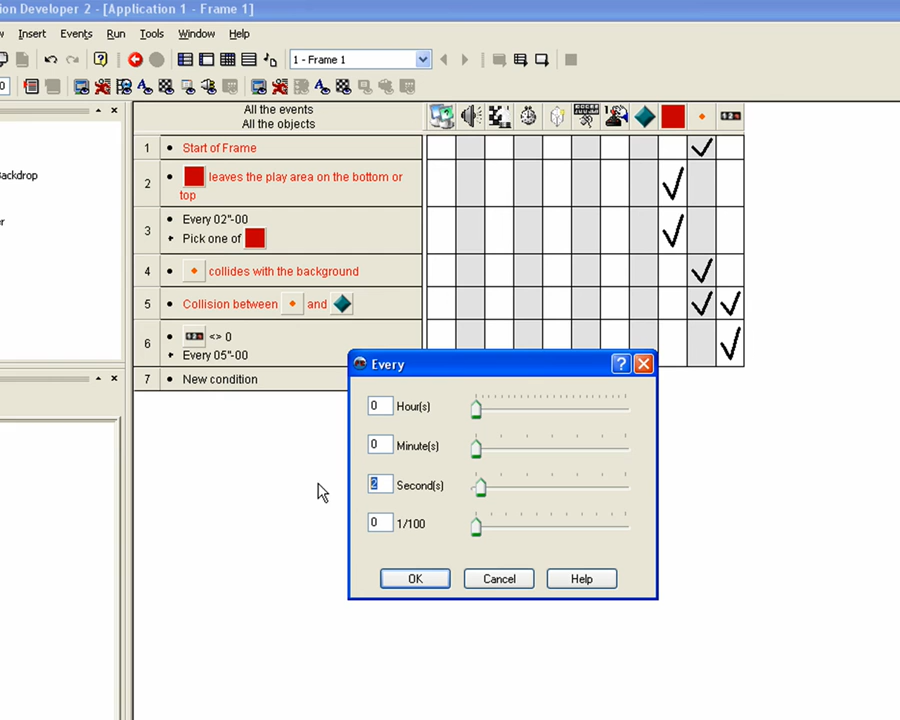 ion Developer 2 - [Application 1 - Frame 1]
w Insert Events Run Tools Window Help
1 - Frame 1
0
All the events
All the objects
1 Start of Frame
2 leaves the play area on the bottom or
top
3 Every 02"-00
Pick one of
4 collides with the background
5 Collision between and
6 <> 0
Every 05"-00
7 New condition
Backdrop
r
Every
0 Hour(s)
0 Minute(s)
2 Second(s)
0 1/100
OK Cancel Help